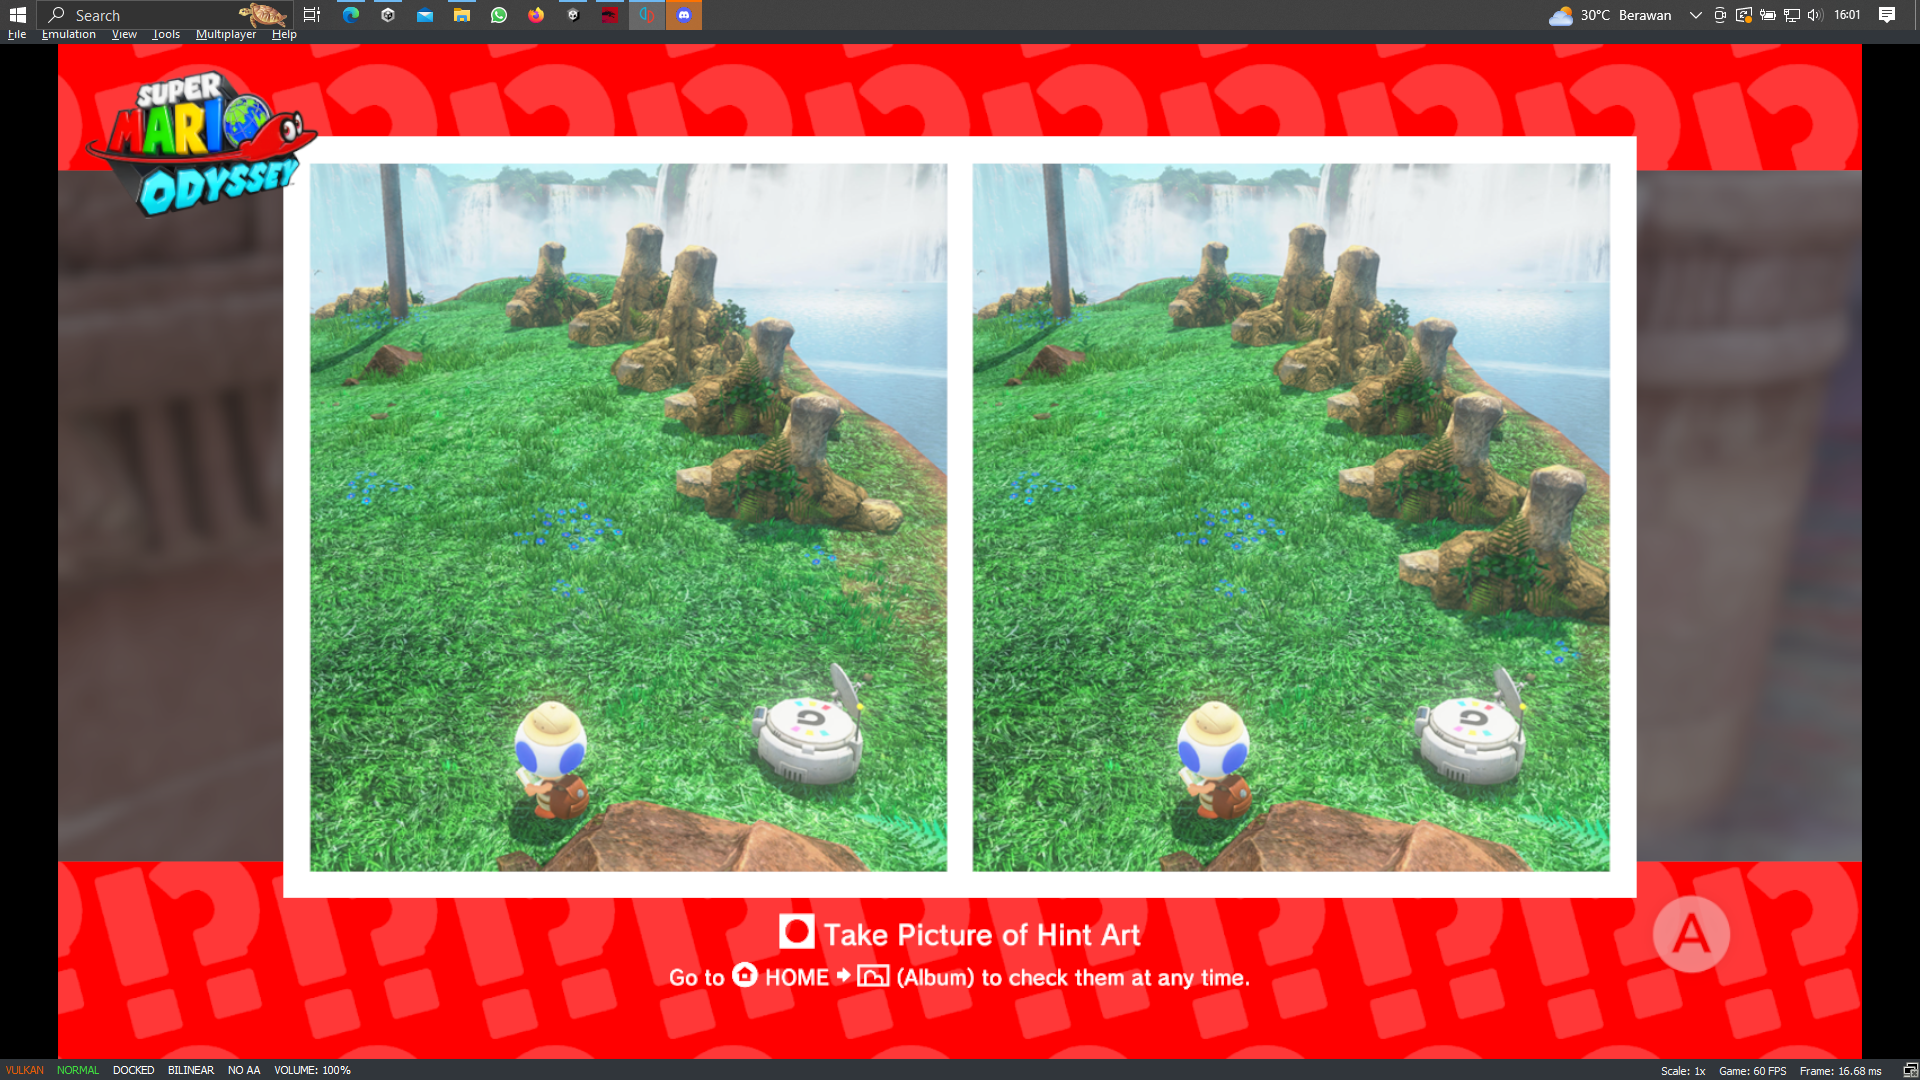 Search
30°C Berawan
16:01
File Emulation View Tools Multiplayer Help
SUPER
MARIO
ODYSSEY
Take Picture of Hint Art
A
Go to HOME (Album) to check them at any time.
VULKAN NORMAL DOCKED BILINEAR NO AA VOLUME: 100%
Scale: 1x Game: 60 FPS Frame: 16.68 ms